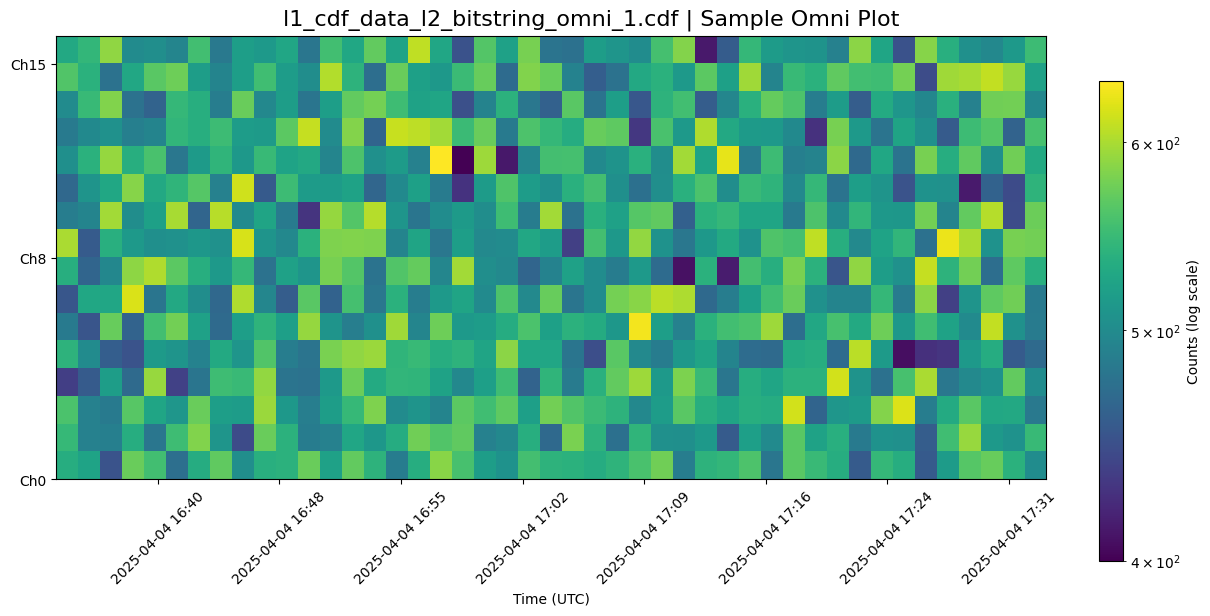 l1_cdf_data_l2_bitstring_omni_1.cdf | Sample Omni Plot
Ch15
Ch8
Ch0
2025-04-04 16:40
2025-04-04 16:48
2025-04-04 16:55
2025-04-04 17:02
2025-04-04 17:09
2025-04-04 17:16
2025-04-04 17:24
2025-04-04 17:31
Time (UTC)
6 × 10²
5 × 10²
4 × 10²
Counts (log scale)